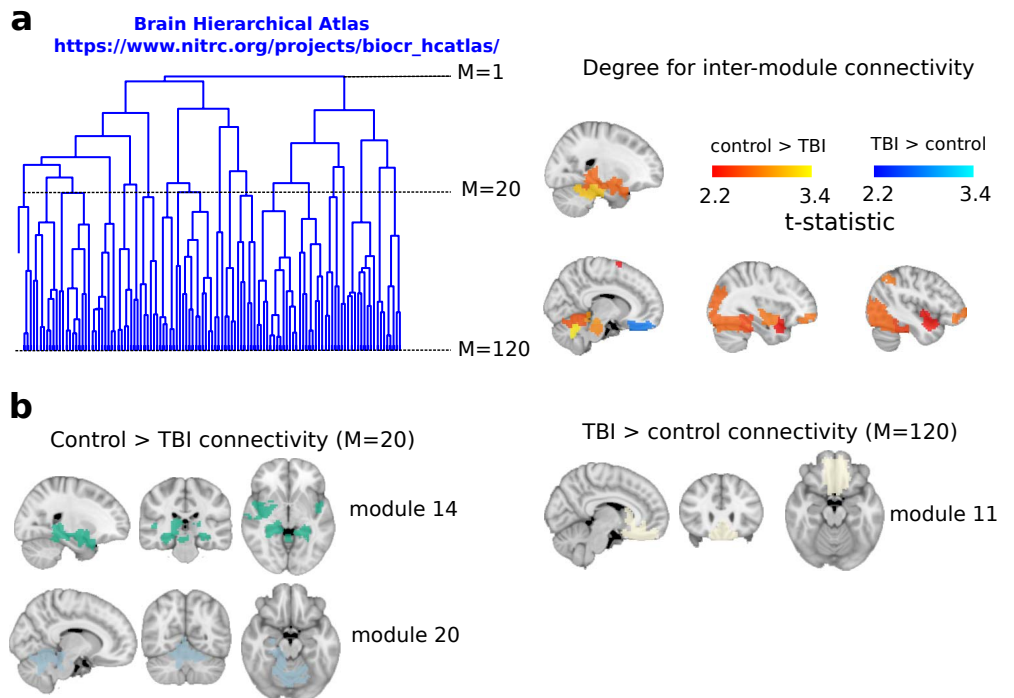 a
Brain Hierarchical Atlas
https://www.nitrc.org/projects/biocr_hcatlas/
M=1
M=20
M=120
Degree for inter-module connectivity
control > TBI
TBI > control
2.2
3.4
2.2
3.4
t-statistic
b
Control > TBI connectivity (M=20)
module 14
module 20
TBI > control connectivity (M=120)
module 11